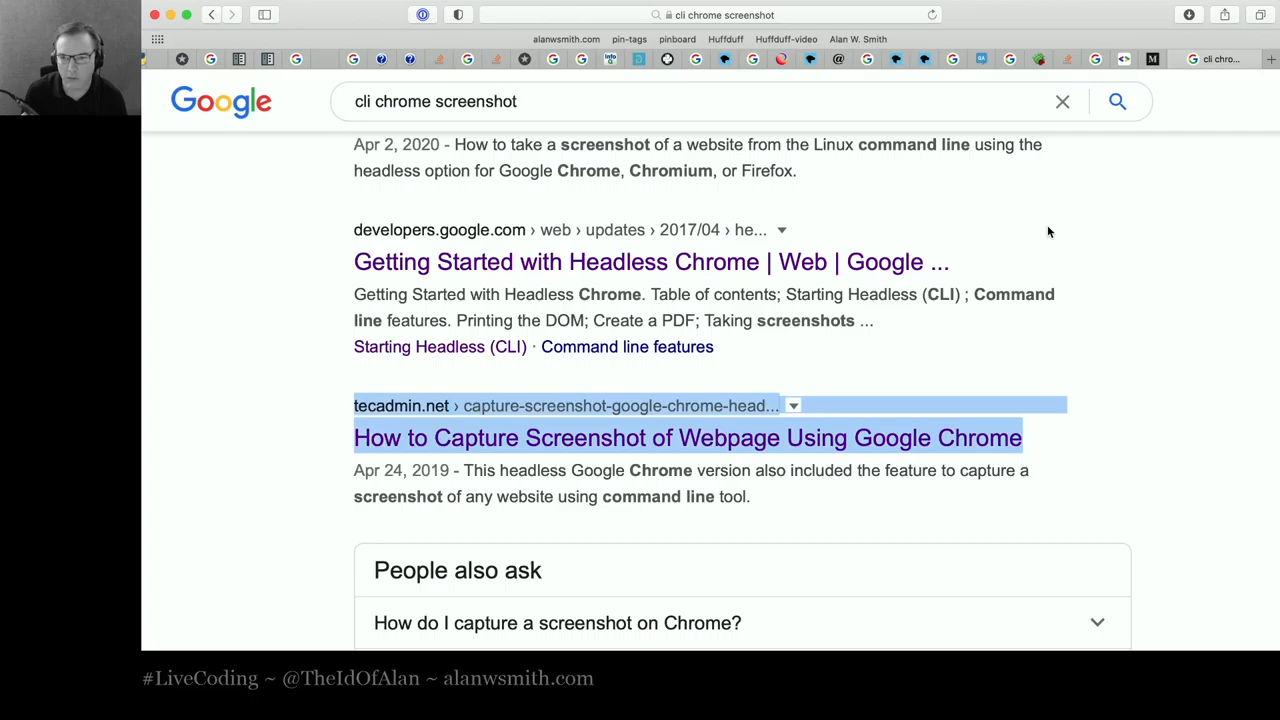 cli chrome screenshot
alanwsmith.com pin-tags pinboard Huffduff Huffduff-video Alan W. Smith
cli chro...
Google
cli chrome screenshot
Apr 2, 2020 - How to take a screenshot of a website from the Linux command line using the
headless option for Google Chrome, Chromium, or Firefox.
developers.google.com › web › updates › 2017/04 › he...
Getting Started with Headless Chrome | Web | Google ...
Getting Started with Headless Chrome. Table of contents; Starting Headless (CLI) ; Command
line features. Printing the DOM; Create a PDF; Taking screenshots ...
Starting Headless (CLI) · Command line features
tecadmin.net › capture-screenshot-google-chrome-head...
How to Capture Screenshot of Webpage Using Google Chrome
Apr 24, 2019 - This headless Google Chrome version also included the feature to capture a
screenshot of any website using command line tool.
People also ask
How do I capture a screenshot on Chrome?
#LiveCoding ~ @TheIdOfAlan ~ alanwsmith.com